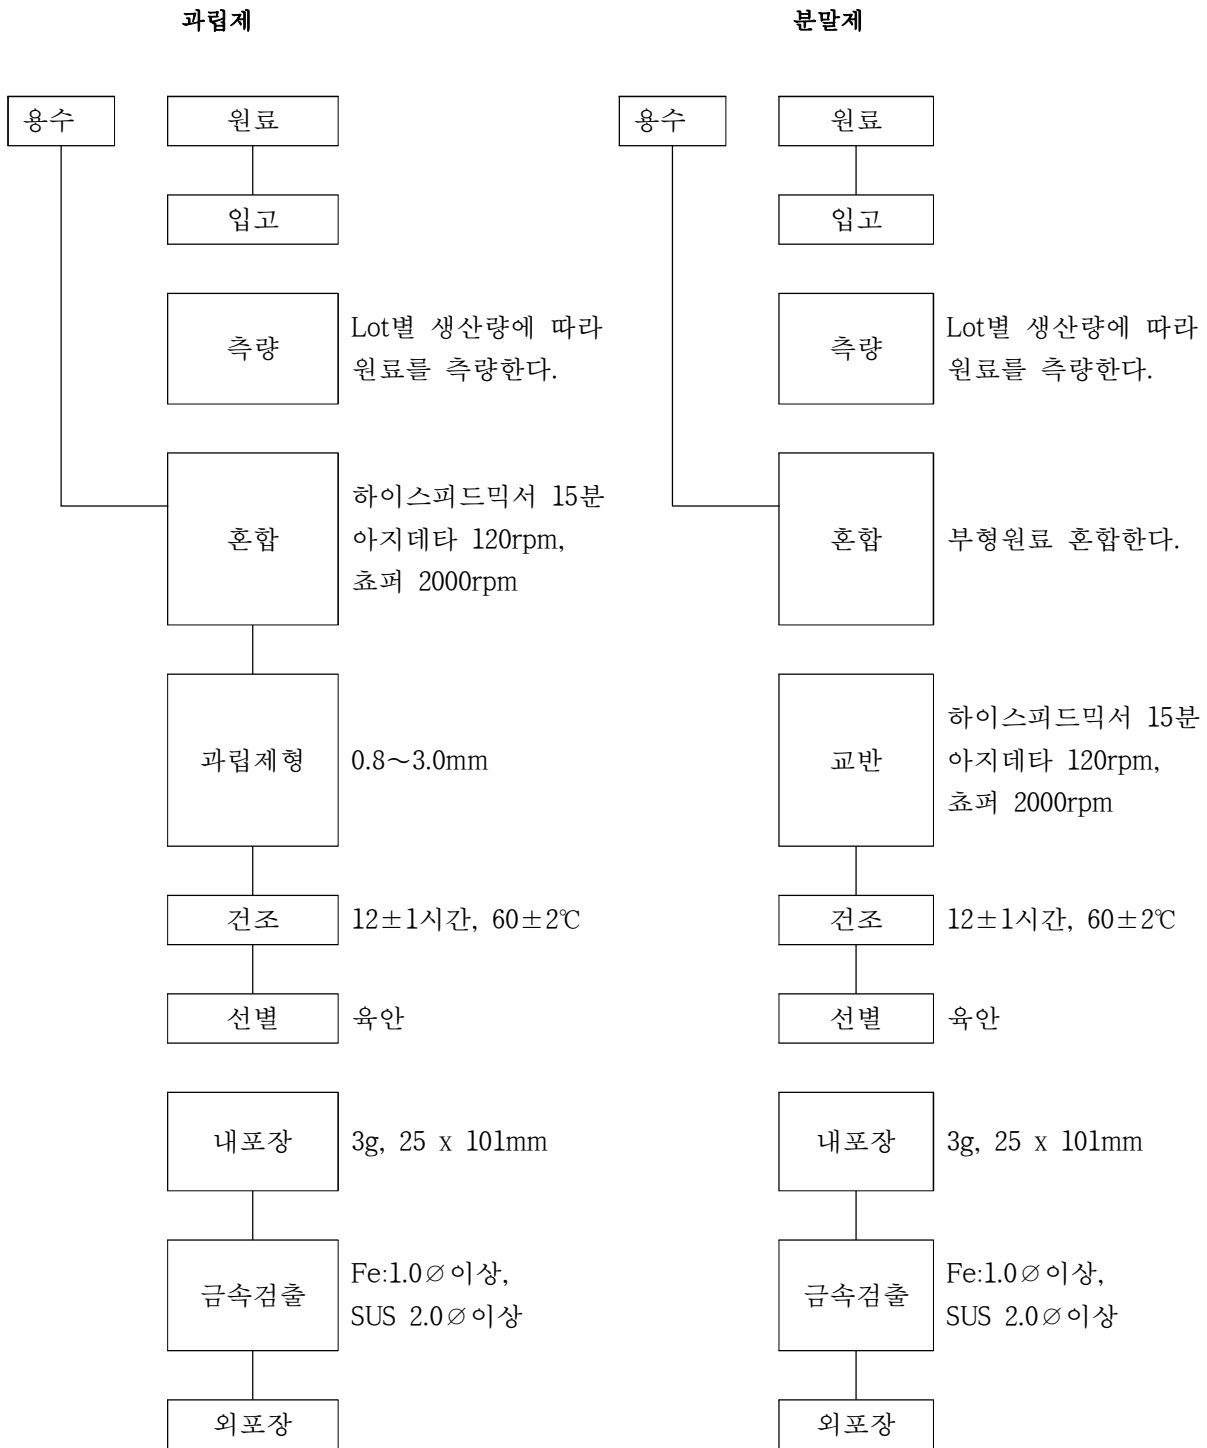 과립제
용수
원료
입고
측량
Lot별 생산량에 따라
원료를 측량한다.
혼합
하이스피드믹서 15분
아지데타 120rpm,
쵸퍼 2000rpm
과립제형
0.8～3.0mm
건조
12±1시간, 60±2℃
선별
육안
내포장
3g, 25 x 101mm
금속검출
Fe:1.0∅이상,
SUS 2.0∅이상
외포장
분말제
용수
원료
입고
측량
Lot별 생산량에 따라
원료를 측량한다.
혼합
부형원료 혼합한다.
교반
하이스피드믹서 15분
아지데타 120rpm,
쵸퍼 2000rpm
건조
12±1시간, 60±2℃
선별
육안
내포장
3g, 25 x 101mm
금속검출
Fe:1.0∅이상,
SUS 2.0∅이상
외포장